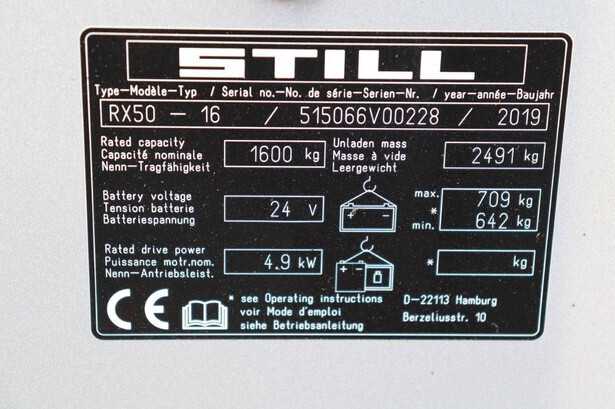 STILL
Type-Modèle-Typ / Serial no.-No. de série-Serien-Nr. / year-année-Baujahr
RX50 - 16 / 515066V00228 / 2019
Rated capacity
Capacité nominale
Nenn-Tragfähigkeit
1600 kg
Unladen mass
Masse à vide
Leergewicht
2491 kg
Battery voltage
Tension batterie
Batteriespannung
24 V
+ -
max. 709 kg
*
min. 642 kg
Rated drive power
Puissance motr.nom.
Nenn-Antriebsleist.
4.9 kW
+ -
* kg
CE
* see Operating instructions
voir Mode d'emploi
siehe Betriebsanleitung
D-22113 Hamburg
Berzeliusstr. 10